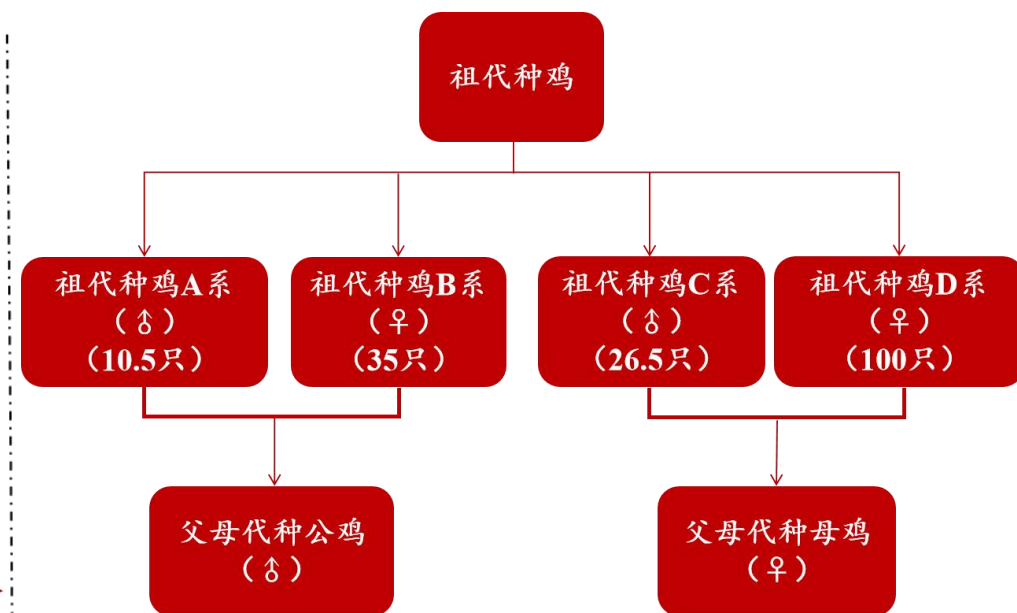 祖代种鸡
祖代种鸡A系
（♂）
（10.5只）
祖代种鸡B系
（♀）
（35只）
祖代种鸡C系
（♂）
（26.5只）
祖代种鸡D系
（♀）
（100只）
父母代种公鸡
（♂）
父母代种母鸡
（♀）